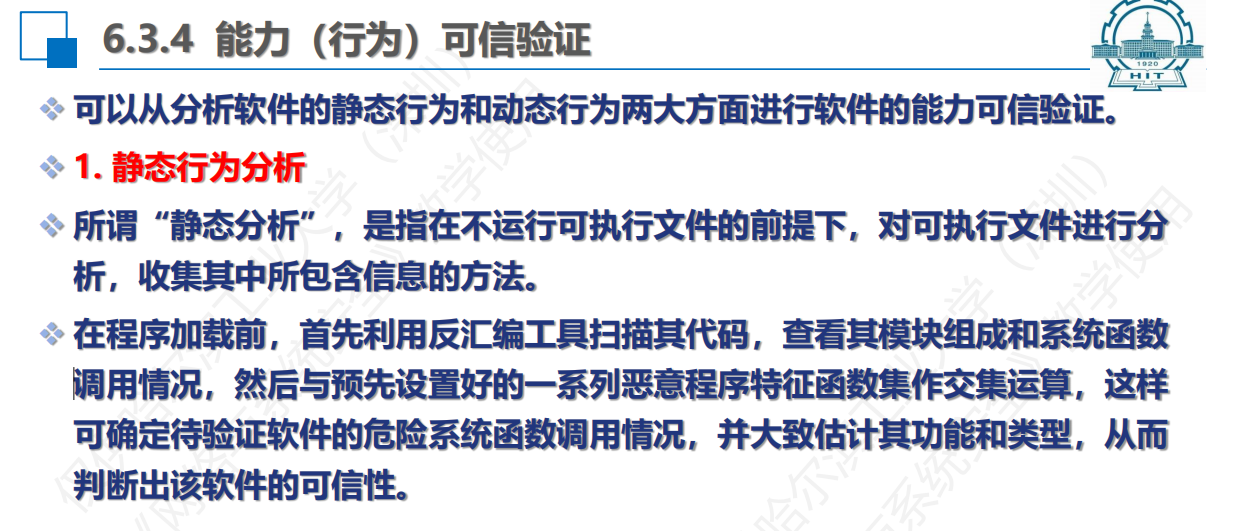 6.3.4 能力（行为）可信验证
1920
HIT
可以从分析软件的静态行为和动态行为两大方面进行软件的能力可信验证。
1. 静态行为分析
所谓“静态分析”，是指在不运行可执行文件的前提下，对可执行文件进行分
析，收集其中所包含信息的方法。
在程序加载前，首先利用反汇编工具扫描其代码，查看其模块组成和系统函数
调用情况，然后与预先设置好的一系列恶意程序特征函数集作交集运算，这样
可确定待验证软件的危险系统函数调用情况，并大致估计其功能和类型，从而
判断出该软件的可信性。